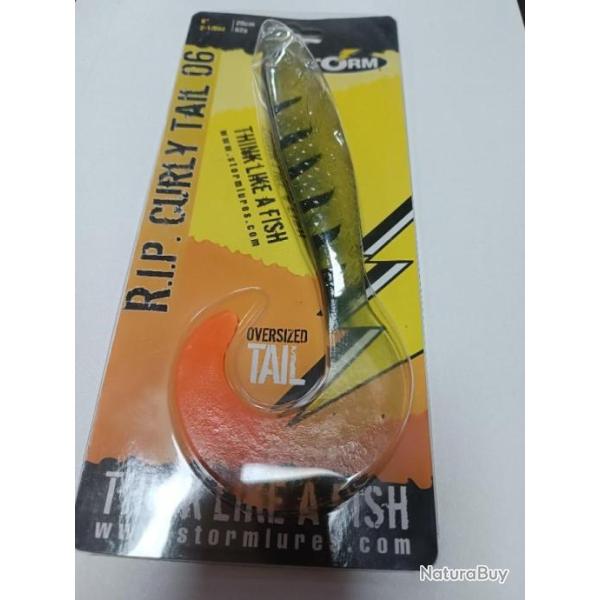 20cm
STORM
R.I.P. CURLY TAIL 06
THINK LIKE A FISH
www.stormlures.com
OVERSIZED
TAIL
THINK LIKE A FISH
www.stormlures.com
NaturaBuy